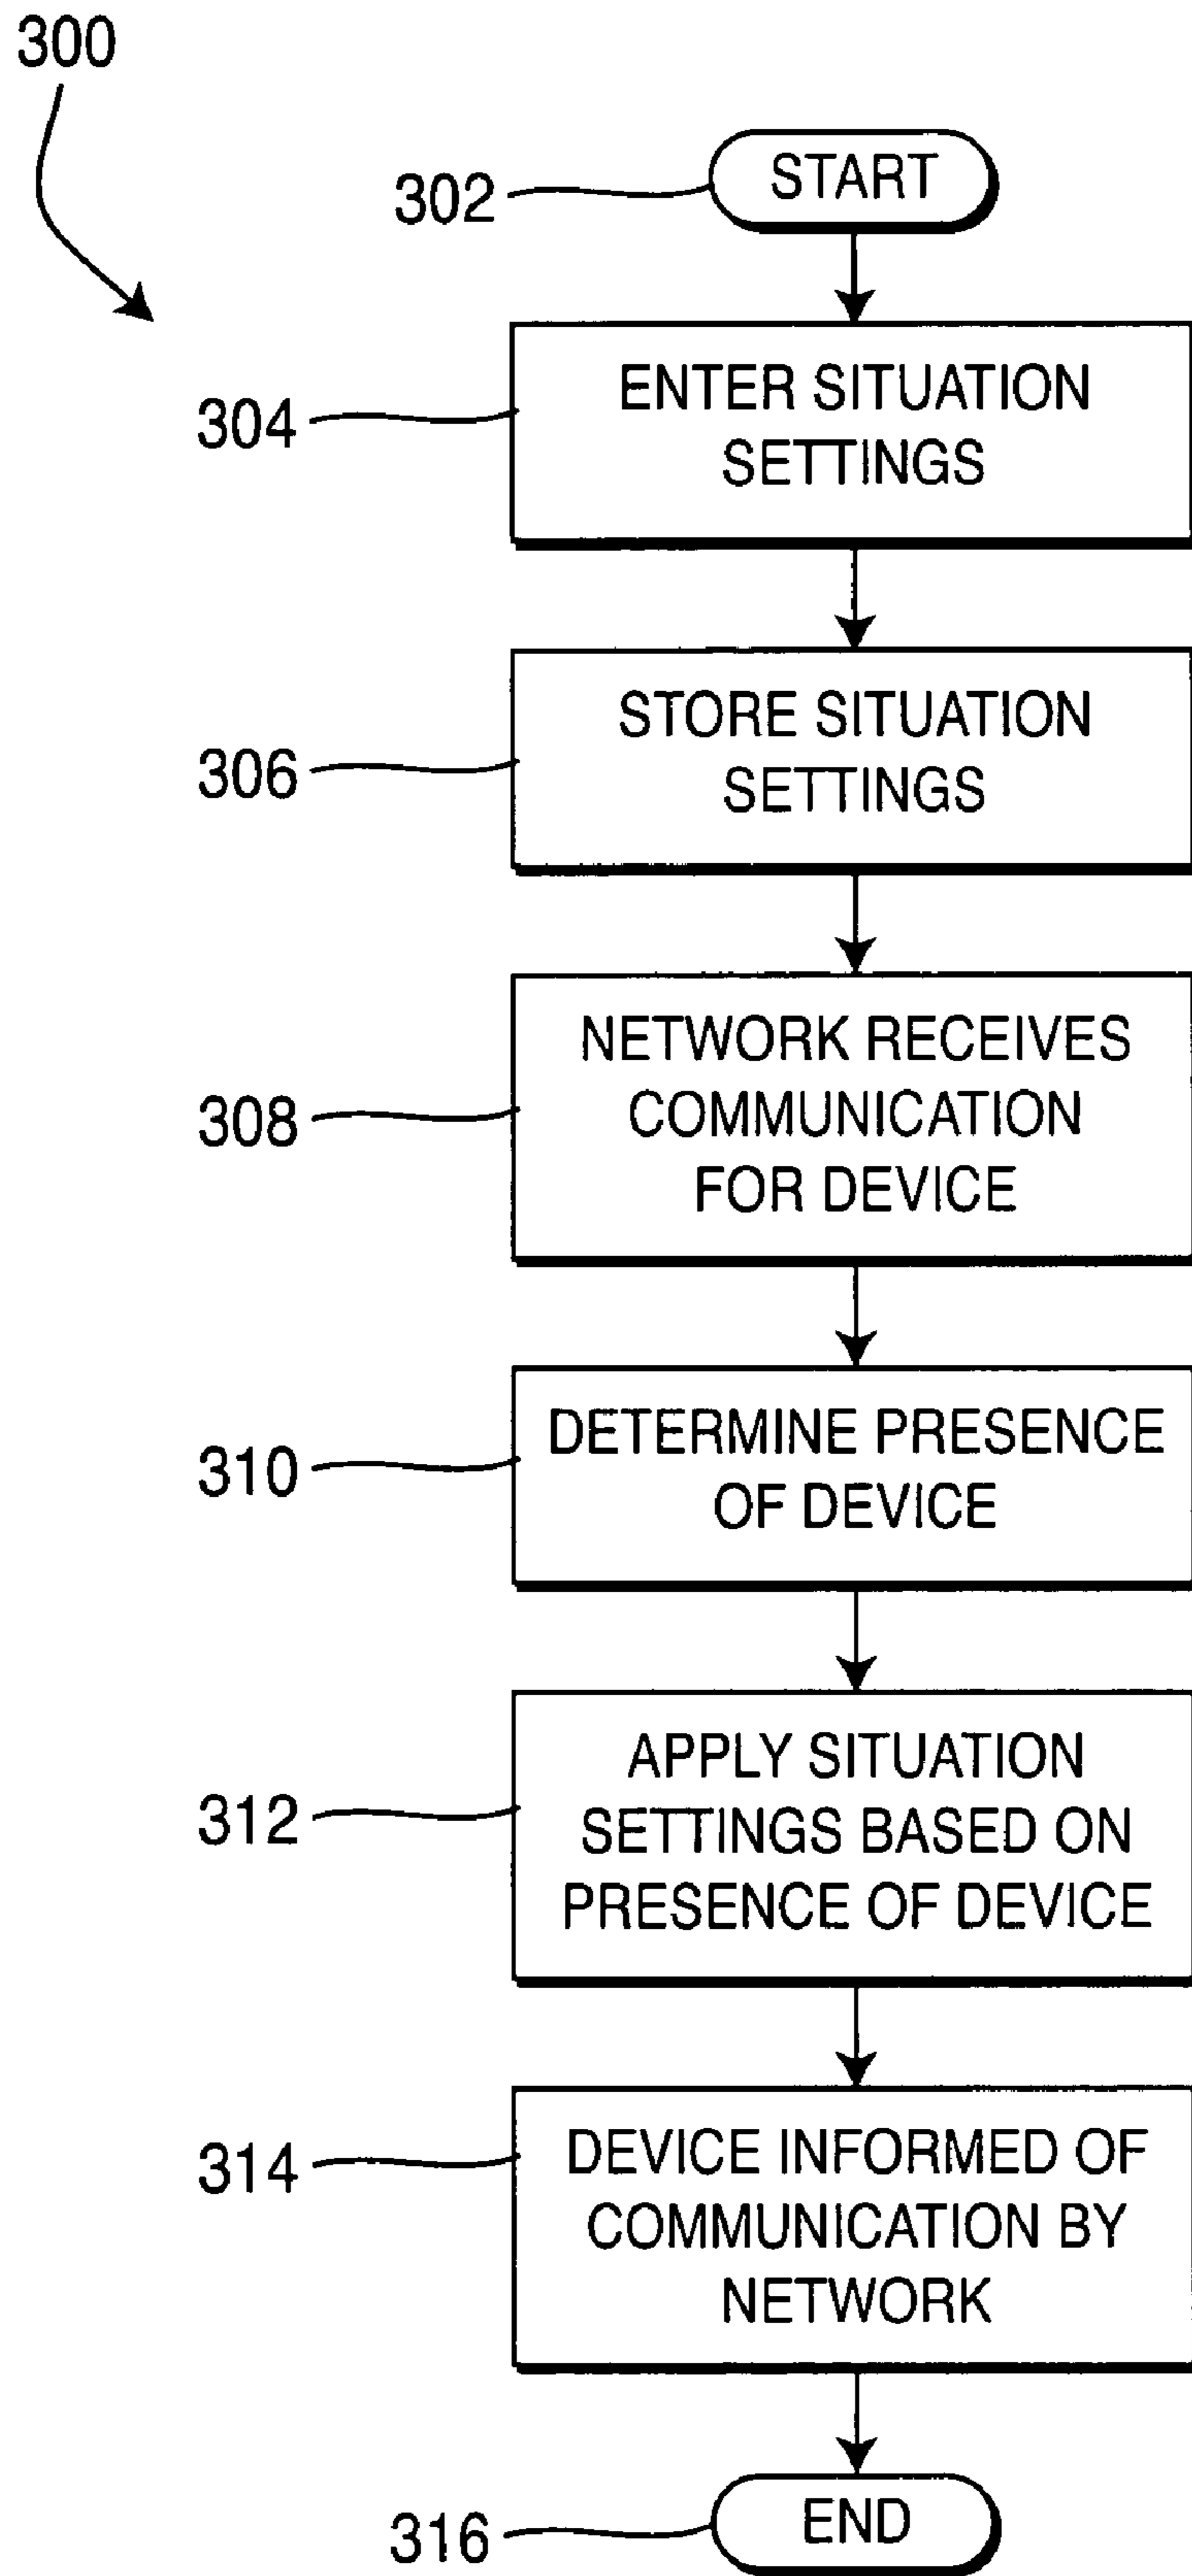 300
302
START
304
ENTER SITUATION
SETTINGS
306
STORE SITUATION
SETTINGS
308
NETWORK RECEIVES
COMMUNICATION
FOR DEVICE
310
DETERMINE PRESENCE
OF DEVICE
312
APPLY SITUATION
SETTINGS BASED ON
PRESENCE OF DEVICE
314
DEVICE INFORMED OF
COMMUNICATION BY
NETWORK
316
END